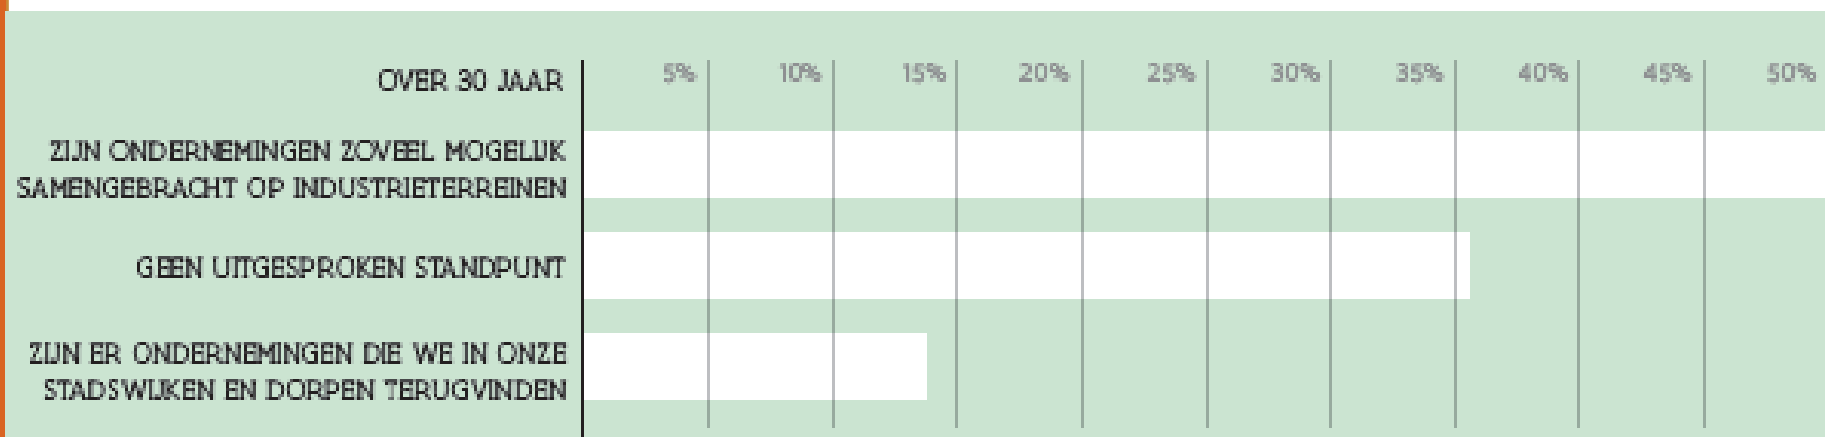 OVER 30 JAAR 5% 10% 15% 20% 25% 30% 35% 40% 45% 50%
ZIJN ONDERNEMINGEN ZOVEEL MOGELIJK
SAMENGEBRACHT OP INDUSTRIETERREINEN
GEEN UITGESPROKEN STANDPUNT
ZIJN ER ONDERNEMINGEN DIE WE IN ONZE
STADSWIJKEN EN DORPEN TERUGVINDEN